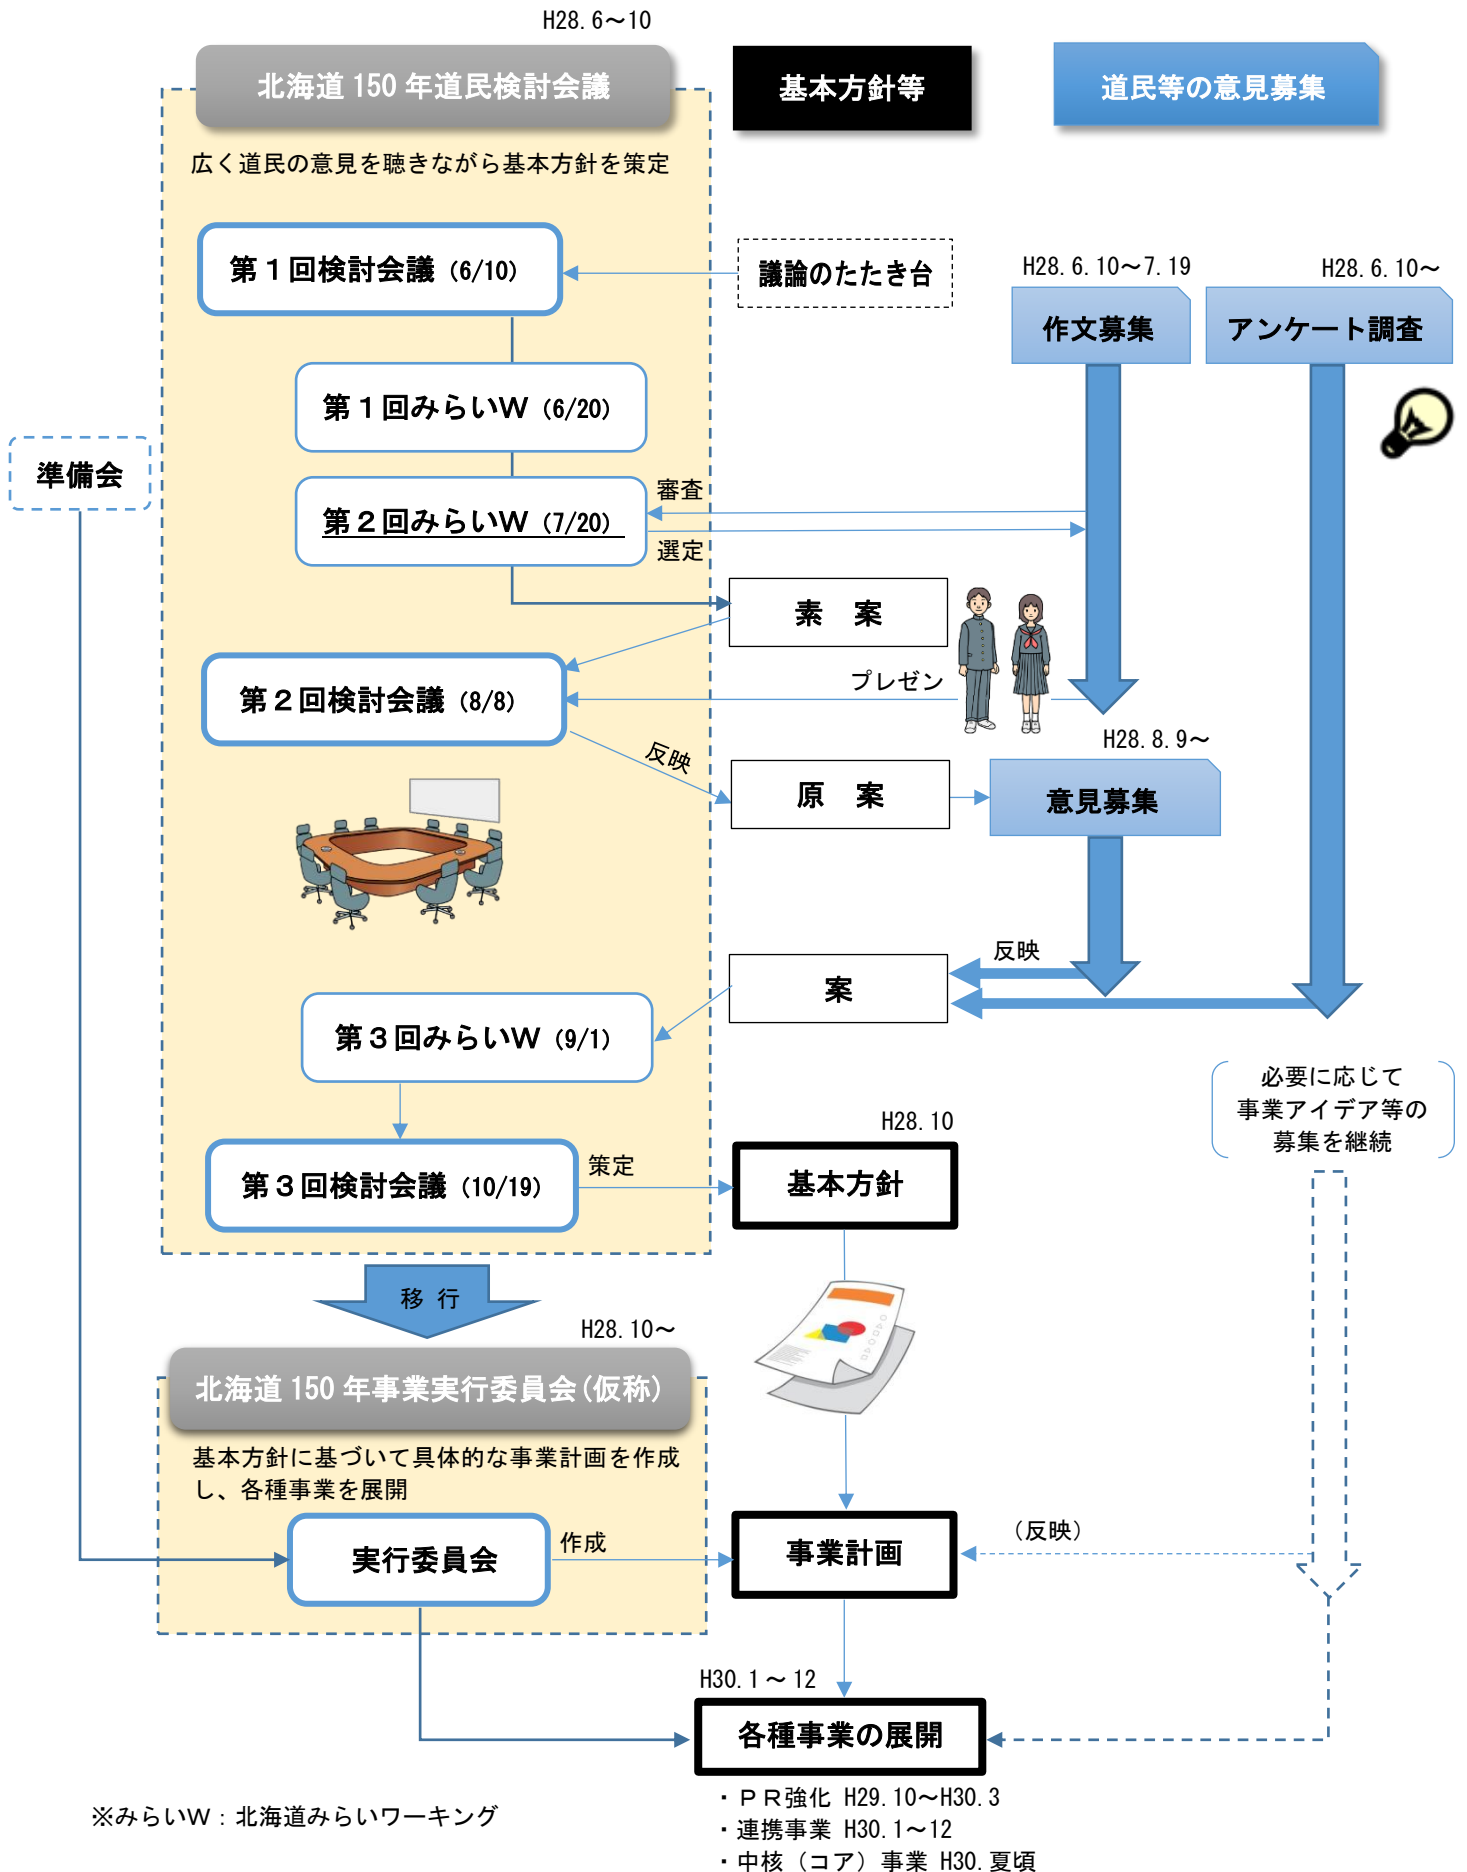 H28.6～10
北海道150年道民検討会議
基本方針等
道民等の意見募集
広く道民の意見を聴きながら基本方針を策定
第１回検討会議（6/10）
議論のたたき台
H28.6.10～7.19
H28.6.10～
作文募集
アンケート調査
第１回みらいＷ（6/20）
準備会
第２回みらいＷ（7/20）
審査
選定
素　案
第２回検討会議（8/8）
プレゼン
反映
H28.8.9～
原　案
意見募集
反映
案
第３回みらいＷ（9/1）
必要に応じて
事業アイデア等の
募集を継続
H28.10
第３回検討会議（10/19）
策定
基本方針
移 行
H28.10～
北海道150年事業実行委員会(仮称)
基本方針に基づいて具体的な事業計画を作成
し、各種事業を展開
実行委員会
作成
事業計画
（反映）
H30.1～12
各種事業の展開
・ＰＲ強化 H29.10～H30.3
・連携事業 H30.1～12
・中核（コア）事業 H30.夏頃
※みらいＷ：北海道みらいワーキング